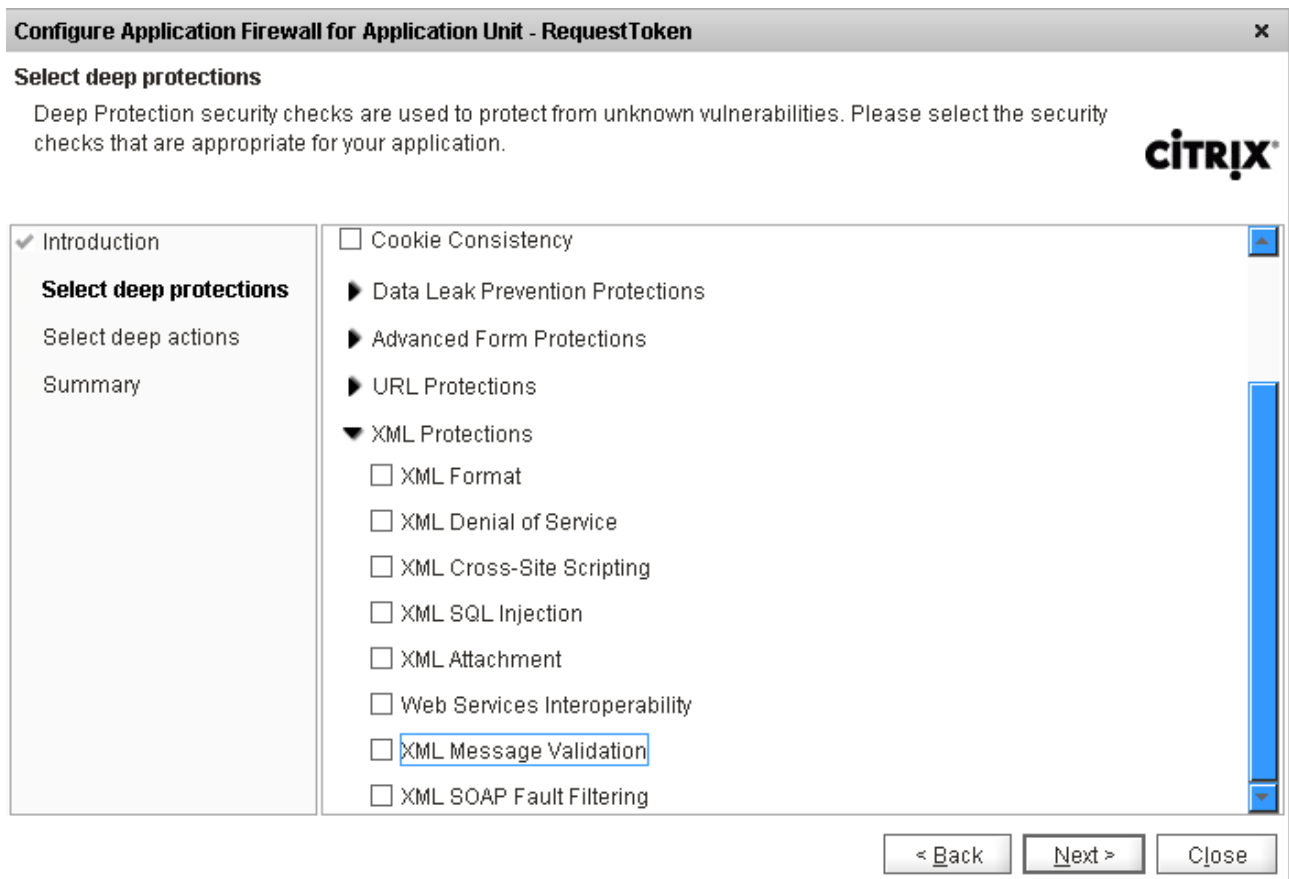 Configure Application Firewall for Application Unit - RequestToken
Select deep protections
Deep Protection security checks are used to protect from unknown vulnerabilities. Please select the security
checks that are appropriate for your application.
CITRIX
Introduction
Select deep protections
Select deep actions
Summary
Cookie Consistency
Data Leak Prevention Protections
Advanced Form Protections
URL Protections
XML Protections
XML Format
XML Denial of Service
XML Cross-Site Scripting
XML SQL Injection
XML Attachment
Web Services Interoperability
XML Message Validation
XML SOAP Fault Filtering
< Back
Next >
Close